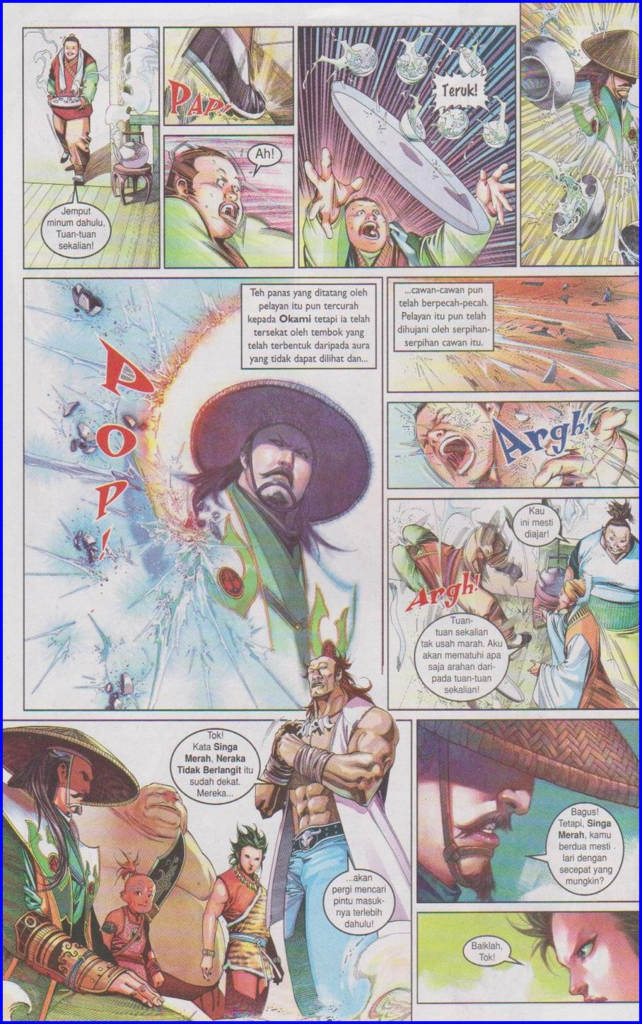 Jemput
minum dahulu,
Tuan-tuan
sekalian!
PAP!
Ah!
Teruk!
Teh panas yang ditatang oleh
pelayan itu pun tercurah
kepada Okami tetapi ia telah
tersekat oleh tembok yang
telah terbentuk daripada aura
yang tidak dapat dilihat dan...
POP!
...cawan-cawan pun
telah berpecah-pecah.
Pelayan itu telah
dihujani oleh serpihan-
serpihan cawan itu.
Argh!
Kau
ini mesti
diajar!
Argh!
Tuan-
tuan sekalian
tak usah marah. Aku
akan mematuhi apa
saja arahan dari-
pada tuan-tuan
sekalian!
Tok!
Kata Singa
Merah, Neraka
Tidak Berlangit itu
sudah dekat.
Mereka...
...akan
pergi mencari
pintu masuk-
nya terlebih
dahulu!
Bagus!
Tetapi, Singa
Merah, kamu
berdua mesti
lari dengan
secepat yang
mungkin?
Baiklah,
Tok!